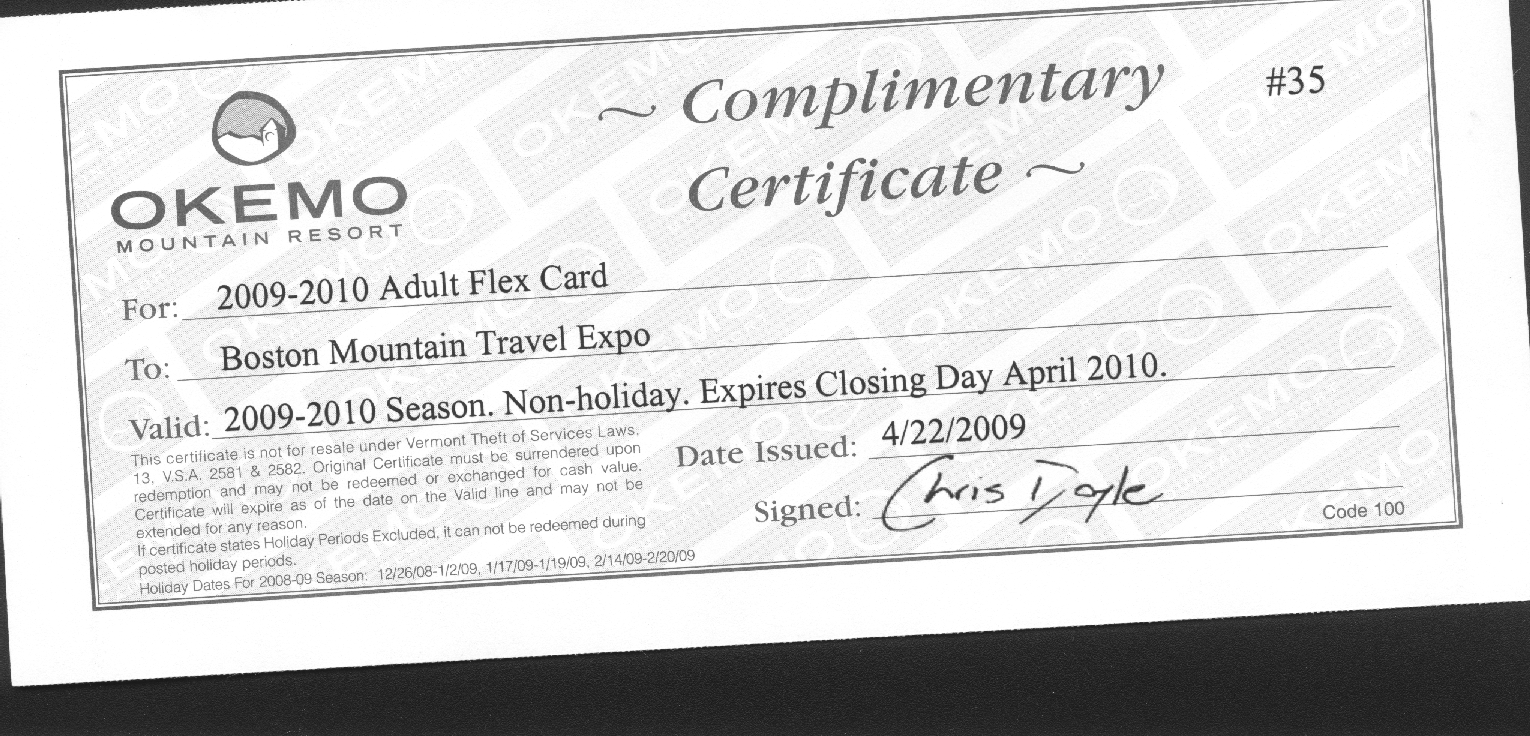 ~ Complimentary
Certificate ~
#35
OKEMO
MOUNTAIN RESORT
For: 2009-2010 Adult Flex Card
To: Boston Mountain Travel Expo
Valid: 2009-2010 Season. Non-holiday. Expires Closing Day April 2010.
This certificate is not for resale under Vermont Theft of Services Laws,
13, V.S.A. 2581 & 2582. Original Certificate must be surrendered upon
redemption and may not be redeemed or exchanged for cash value.
Certificate will expire as of the date on the Valid line and may not be
extended for any reason.
If certificate states Holiday Periods Excluded, it can not be redeemed during
posted holiday periods.
Holiday Dates For 2008-09 Season: 12/26/08-1/2/09, 1/17/09-1/19/09, 2/14/09-2/20/09
Date Issued: 4/22/2009
Signed: Chris Doyle
Code 100